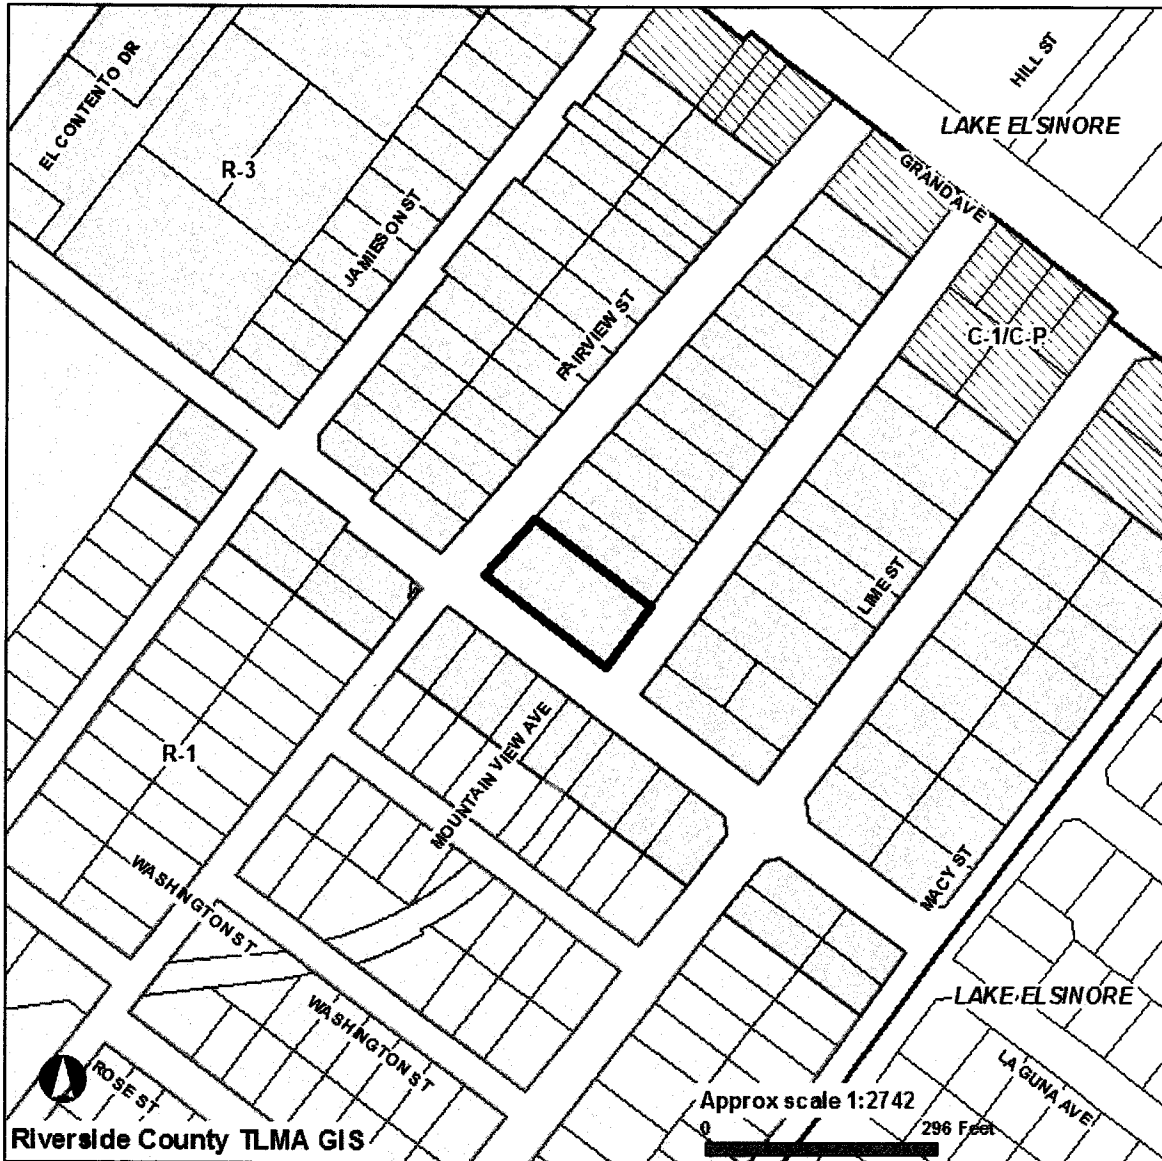 HILL ST
EL CONTENTO DR
LAKE ELSINORE
R-3
GRAND AVE
JAMIESON ST
FAIRVIEW ST
C-1/C-P
LIME ST
R-1
MOUNTAIN VIEW AVE
MACY ST
WASHINGTON ST
LAKE ELSINORE
WASHINGTON ST
LAGUNA AVE
ROSE ST
Approx scale 1:2742
0 296 Feet
Riverside County TLMA GIS